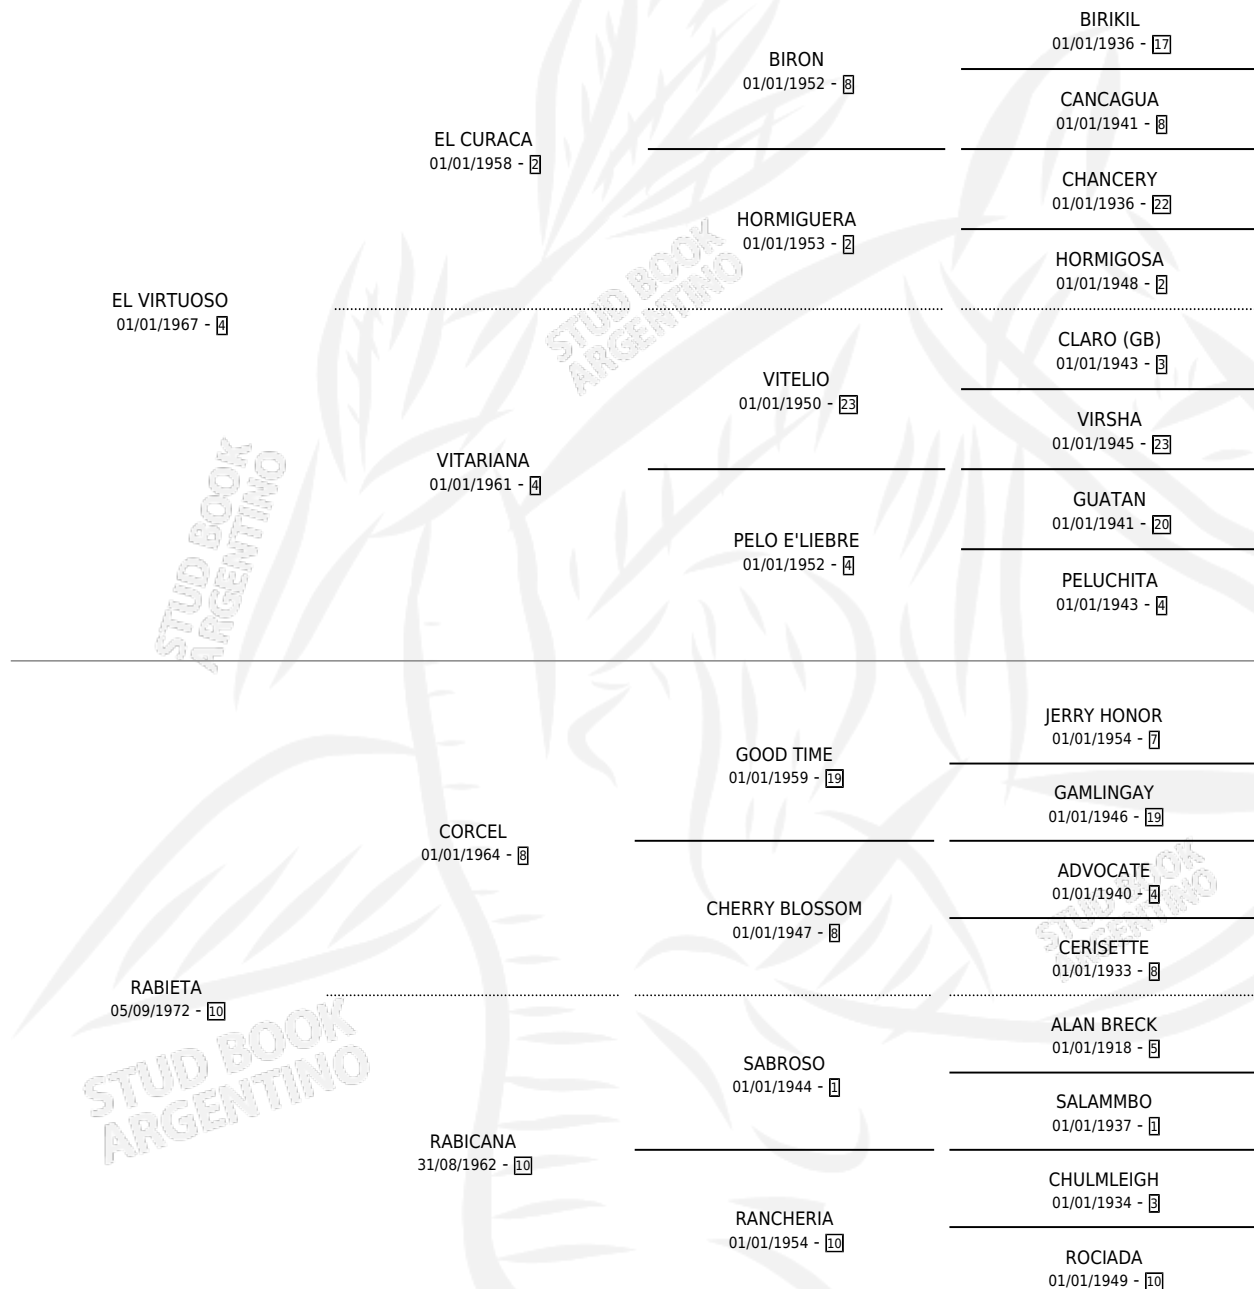 BIRIKIL
01/01/1936 - 17
BIRON
01/01/1952 - 8
CANCAGUA
01/01/1941 - 8
EL CURACA
01/01/1958 - 2
CHANCERY
01/01/1936 - 22
HORMIGUERA
01/01/1953 - 2
HORMIGOSA
01/01/1948 - 2
EL VIRTUOSO
01/01/1967 - 4
CLARO (GB)
01/01/1943 - 3
VITELIO
01/01/1950 - 23
VIRSHA
01/01/1945 - 23
VITARIANA
01/01/1961 - 4
GUATAN
01/01/1941 - 20
PELO E'LIEBRE
01/01/1952 - 4
PELUCHITA
01/01/1943 - 4
JERRY HONOR
01/01/1954 - 7
GOOD TIME
01/01/1959 - 19
GAMLINGAY
01/01/1946 - 19
CORCEL
01/01/1964 - 8
ADVOCATE
01/01/1940 - 4
CHERRY BLOSSOM
01/01/1947 - 8
CERISETTE
01/01/1933 - 8
RABIETA
05/09/1972 - 10
ALAN BRECK
01/01/1918 - 5
SABROSO
01/01/1944 - 1
SALAMMBO
01/01/1937 - 1
RABICANA
31/08/1962 - 10
CHULMLEIGH
01/01/1934 - 3
RANCHERIA
01/01/1954 - 10
ROCIADA
01/01/1949 - 10
STUD BOOK
ARGENTINO
STUD BOOK
ARGENTINO
STUD BOOK
ARGENTINO
STUD BOOK
ARGENTINO